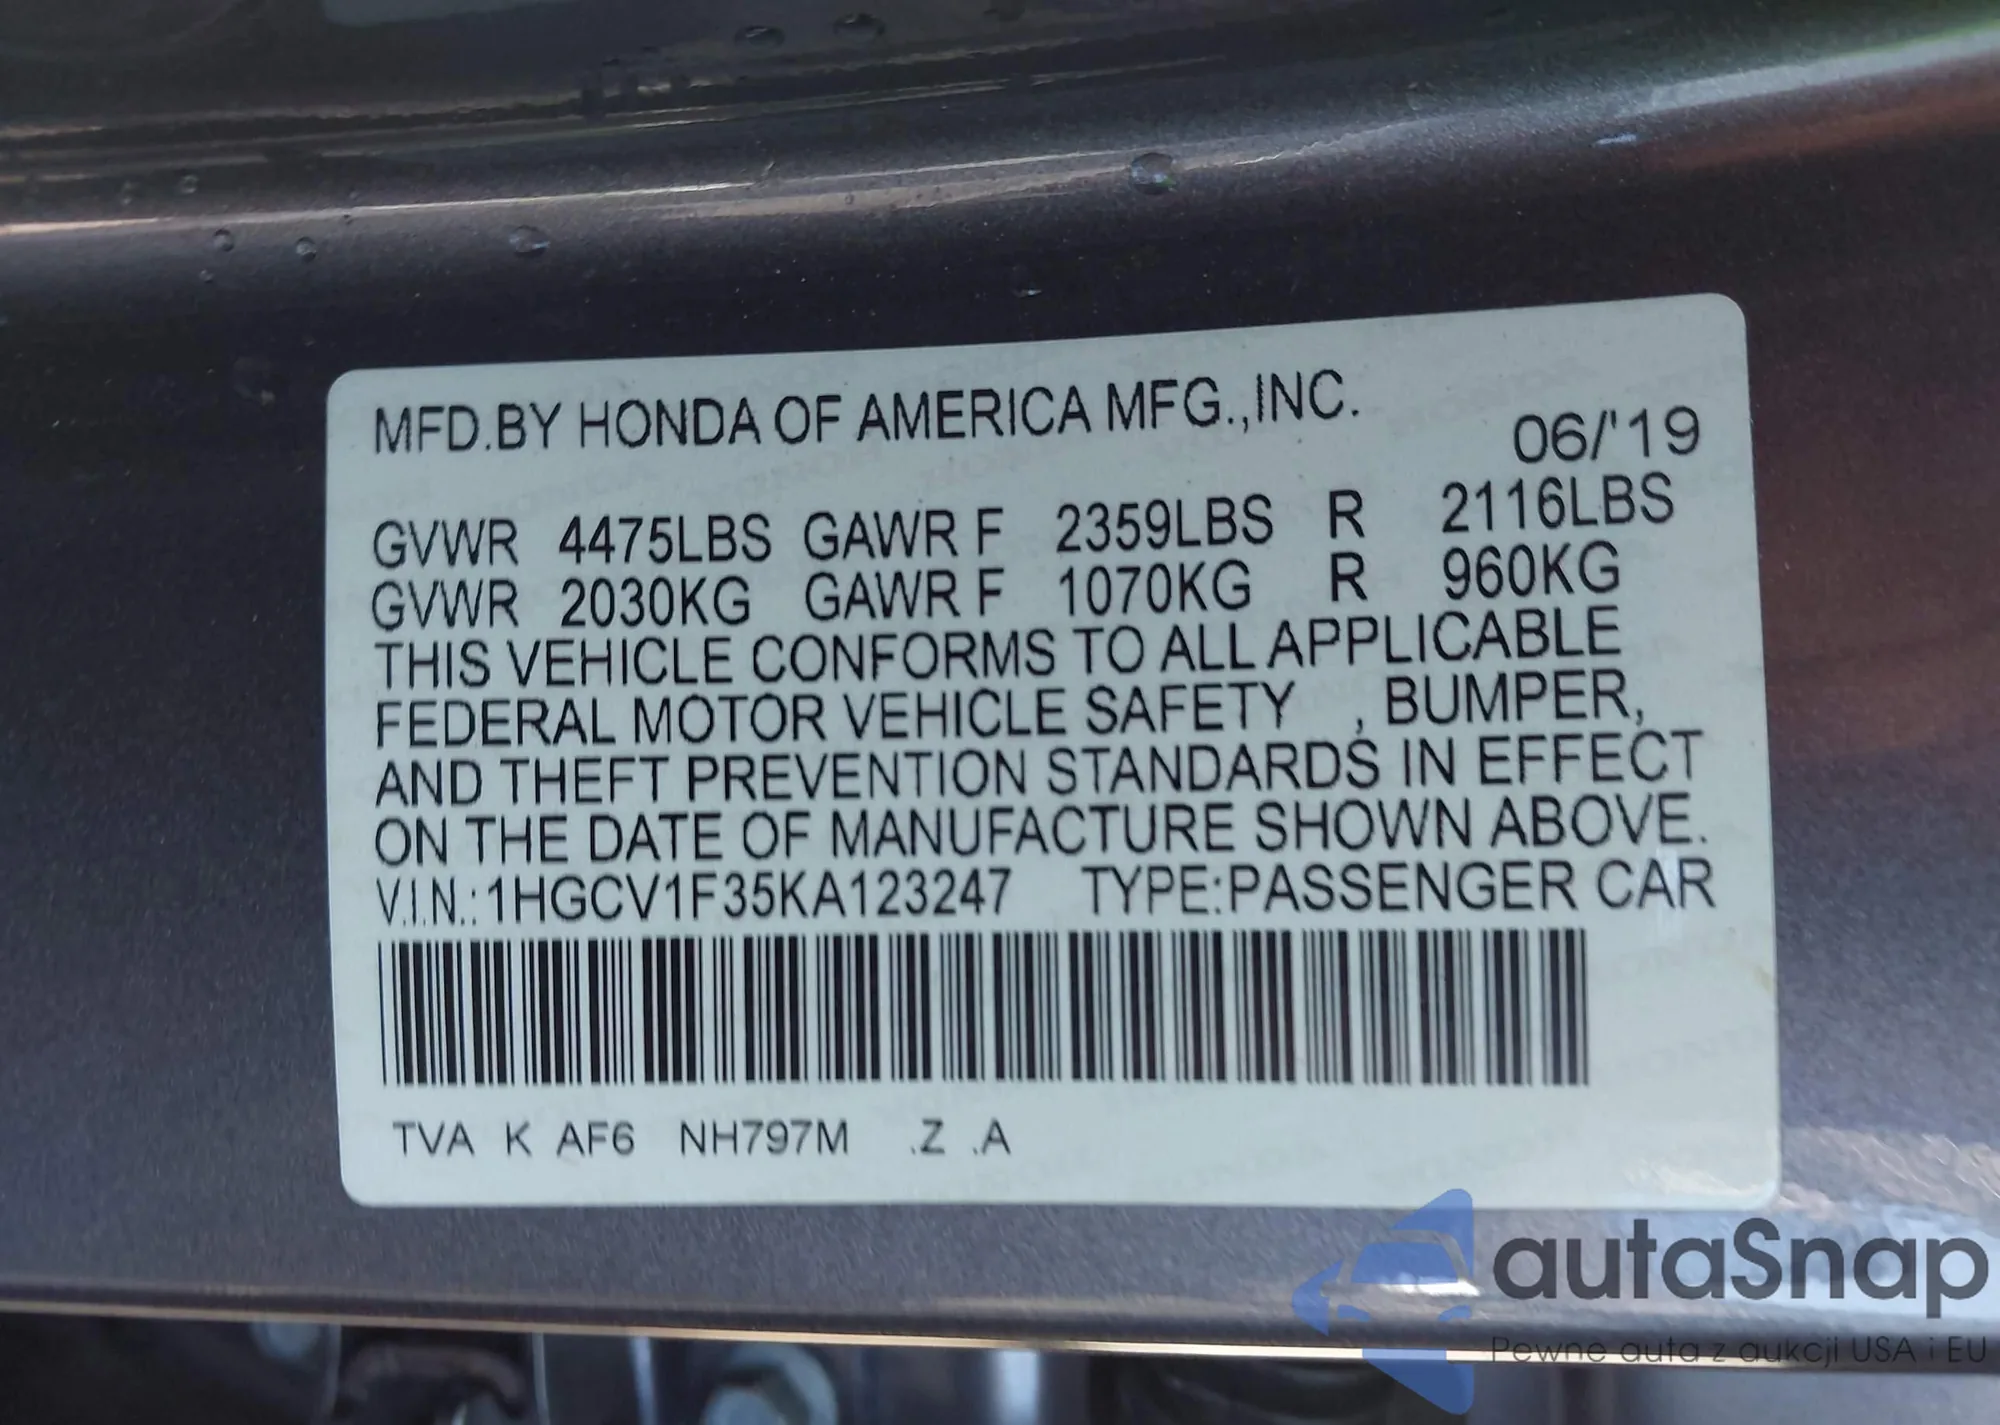 MFD.BY HONDA OF AMERICA MFG.,INC.
06/'19
GVWR 4475LBS GAWR F 2359LBS R 2116LBS
GVWR 2030KG GAWR F 1070KG R 960KG
THIS VEHICLE CONFORMS TO ALL APPLICABLE
FEDERAL MOTOR VEHICLE SAFETY , BUMPER,
AND THEFT PREVENTION STANDARDS IN EFFECT
ON THE DATE OF MANUFACTURE SHOWN ABOVE.
V.I.N.:1HGCV1F35KA123247 TYPE:PASSENGER CAR
TVA K AF6 NH797M .Z .A
autaSnap
Pewne auta z aukcji USA i EU